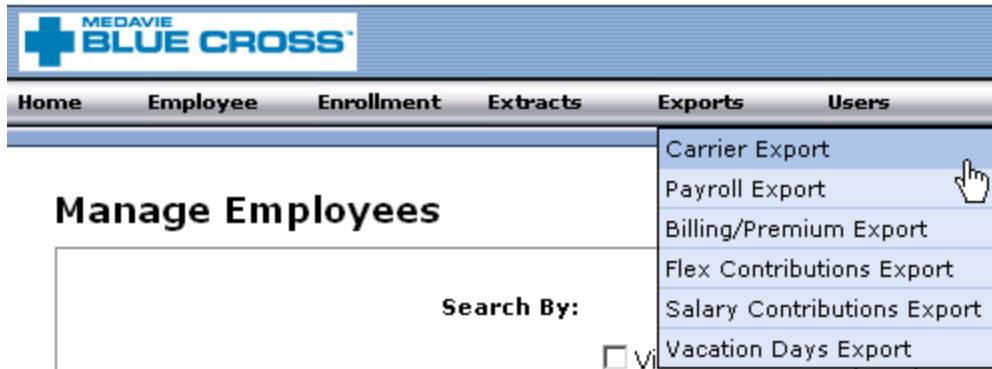 MEDAVIE
BLUE CROSS
Home Employee Enrollment Extracts Exports Users
Carrier Export
Payroll Export
Billing/Premium Export
Flex Contributions Export
Salary Contributions Export
Vacation Days Export
Manage Employees
Search By: